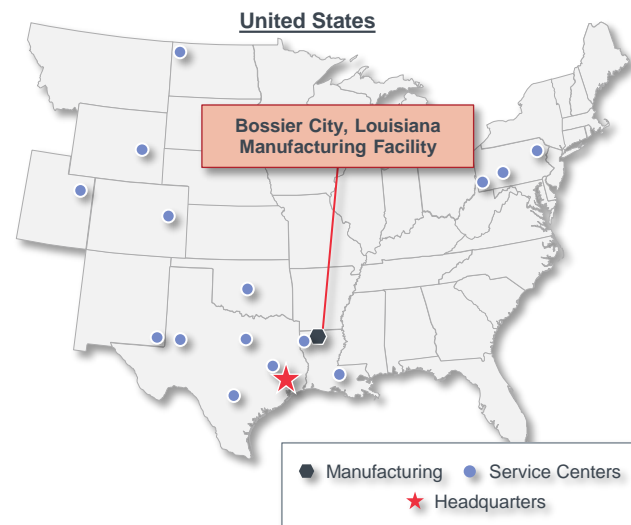 United States
Bossier City, Louisiana
Manufacturing Facility
Manufacturing
Service Centers
Headquarters